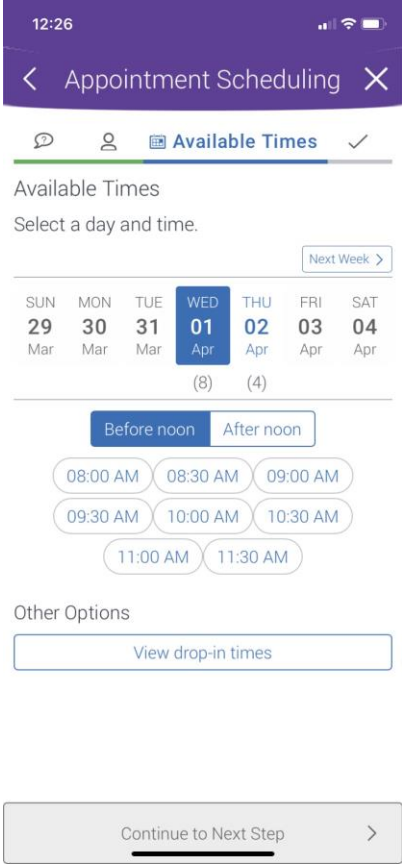 12:26
Appointment Scheduling
Available Times
Available Times
Select a day and time.
Next Week
SUN MON TUE WED THU FRI SAT
29 30 31 01 02 03 04
Mar Mar Mar Apr Apr Apr Apr
(8) (4)
Before noon After noon
08:00 AM 08:30 AM 09:00 AM
09:30 AM 10:00 AM 10:30 AM
11:00 AM 11:30 AM
Other Options
View drop-in times
Continue to Next Step